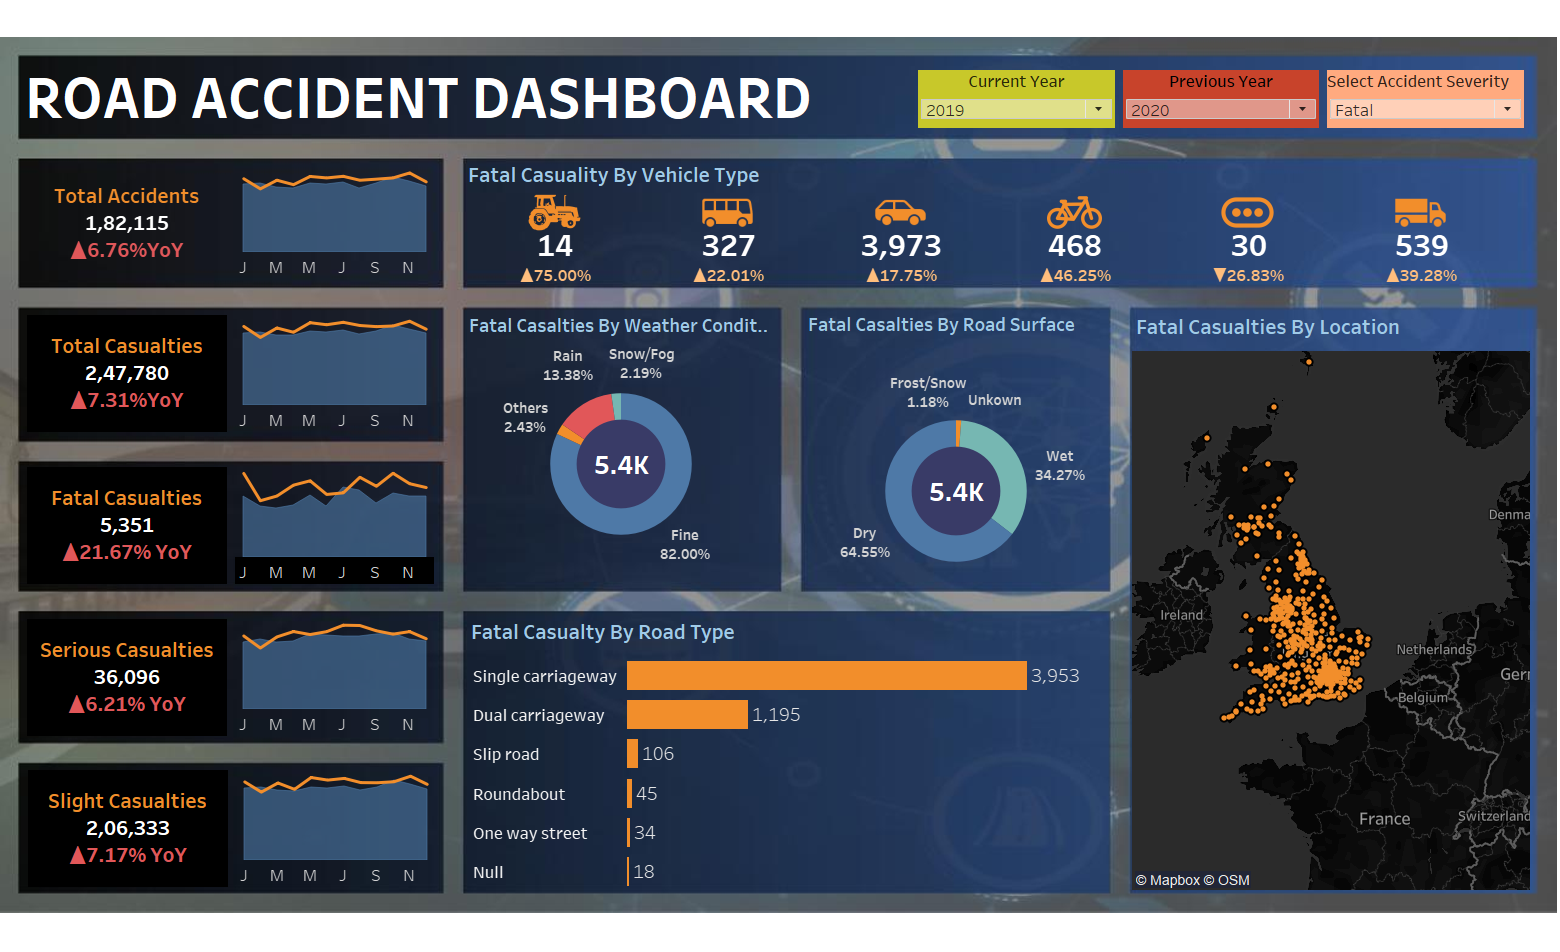 ROAD ACCIDENT DASHBOARD
Current Year
2019
Previous Year
2020
Select Accident Severity
Fatal
Total Accidents
1,82,115
▲6.76%YoY
J M M J S N
Fatal Casuality By Vehicle Type
14
▲75.00%
327
▲22.01%
3,973
▲17.75%
468
▲46.25%
30
▼26.83%
539
▲39.28%
Total Casualties
2,47,780
▲7.31%YoY
J M M J S N
Fatal Casualties
5,351
▲21.67% YoY
J M M J S N
Serious Casualties
36,096
▲6.21% YoY
J M M J S N
Slight Casualties
2,06,333
▲7.17% YoY
J M M J S N
Fatal Casalties By Weather Condit..
Rain
13.38%
Snow/Fog
2.19%
Others
2.43%
5.4K
Fine
82.00%
Fatal Casalties By Road Surface
Frost/Snow
1.18%
Unkown
Wet
34.27%
5.4K
Dry
64.55%
Fatal Casualty By Road Type
Single carriageway 3,953
Dual carriageway 1,195
Slip road 106
Roundabout 45
One way street 34
Null 18
Fatal Casualties By Location
Denma
Ireland
Netherlands
Gerr
Belgium
France
Switzerland
© Mapbox © OSM